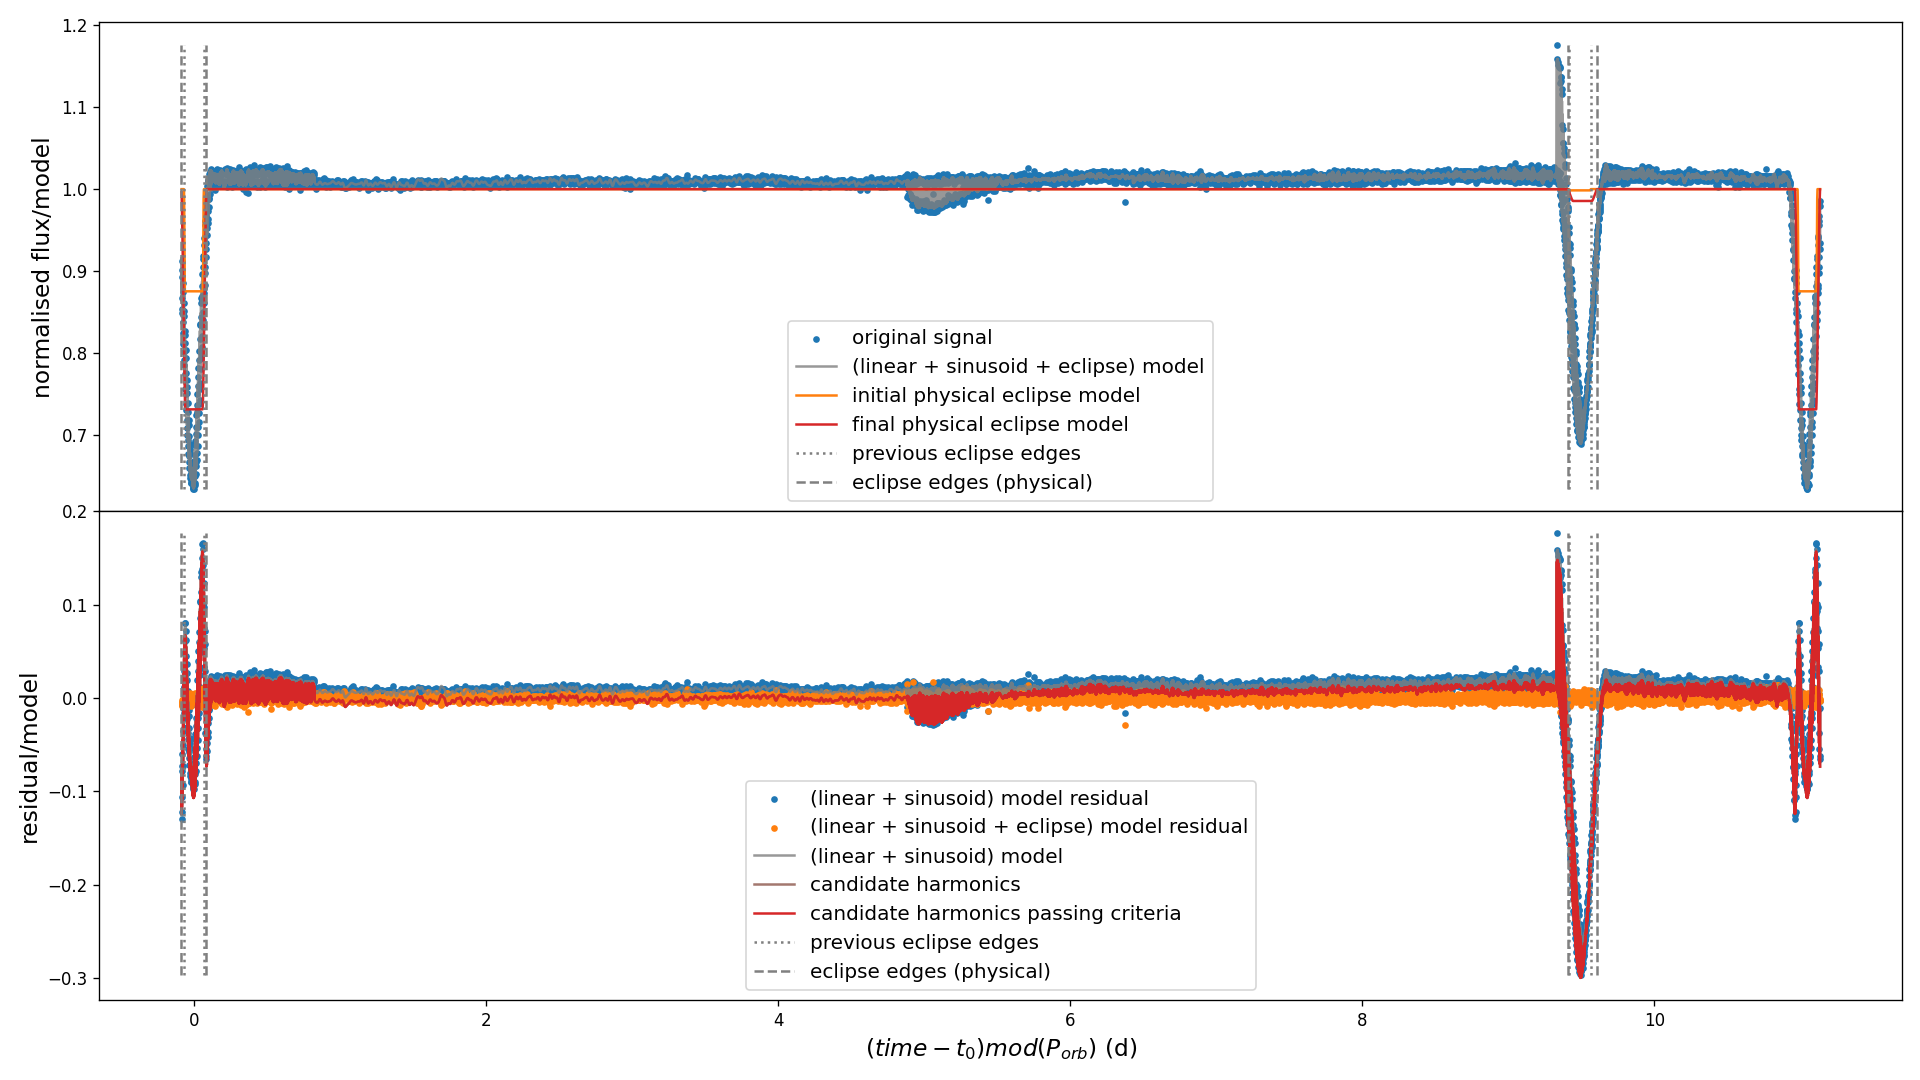 1.2
1.1
1.0
0.9
0.8
0.7
normalised flux/model
original signal
(linear + sinusoid + eclipse) model
initial physical eclipse model
final physical eclipse model
previous eclipse edges
eclipse edges (physical)
0.2
0.1
0.0
−0.1
−0.2
−0.3
residual/model
(linear + sinusoid) model residual
(linear + sinusoid + eclipse) model residual
(linear + sinusoid) model
candidate harmonics
candidate harmonics passing criteria
previous eclipse edges
eclipse edges (physical)
0 2 4 6 8 10
(time − t₀)mod(P_orb) (d)